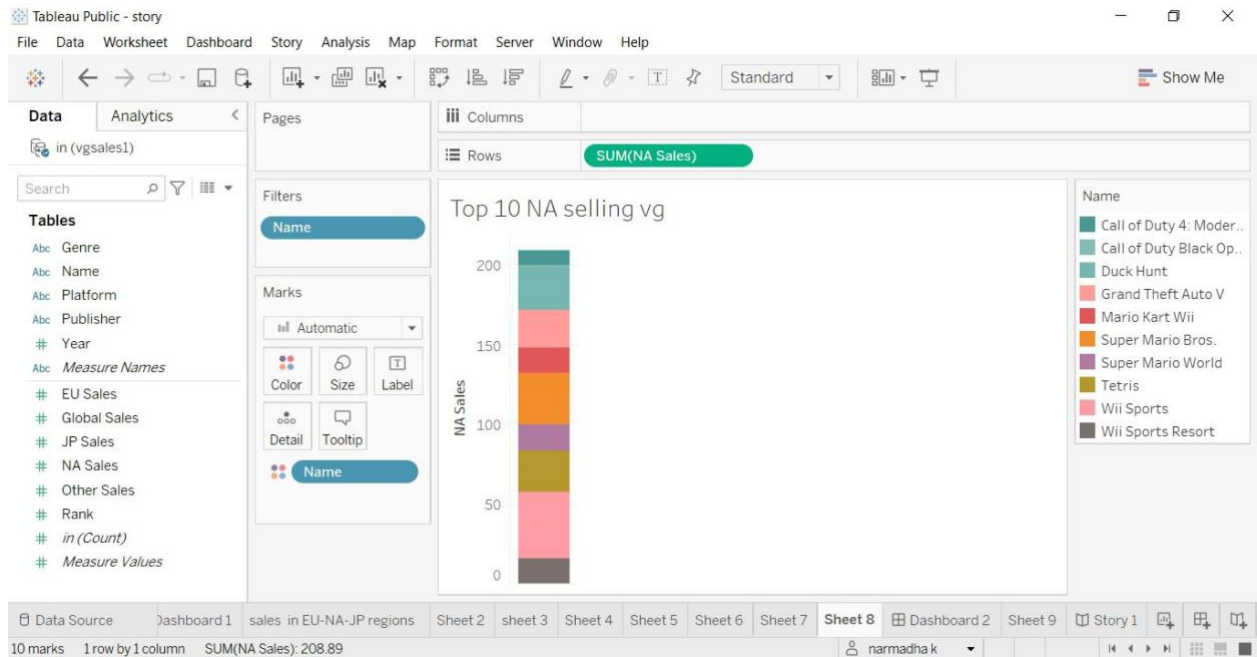 Tableau Public - story
File Data Worksheet Dashboard Story Analysis Map Format Server Window Help
Standard
Show Me
Data Analytics
in (vgsales1)
Search
Tables
Abc Genre
Abc Name
Abc Platform
Abc Publisher
# Year
Abc Measure Names
# EU Sales
# Global Sales
# JP Sales
# NA Sales
# Other Sales
# Rank
# in (Count)
# Measure Values
Pages
Filters
Name
Marks
Automatic
Color Size Label
Detail Tooltip
Name
Columns
Rows SUM(NA Sales)
Top 10 NA selling vg
200
150
100
50
0
NA Sales
Name
Call of Duty 4: Moder..
Call of Duty Black Op..
Duck Hunt
Grand Theft Auto V
Mario Kart Wii
Super Mario Bros.
Super Mario World
Tetris
Wii Sports
Wii Sports Resort
Data Source Dashboard 1 sales in EU-NA-JP regions Sheet 2 sheet 3 Sheet 4 Sheet 5 Sheet 6 Sheet 7 Sheet 8 Dashboard 2 Sheet 9 Story 1
10 marks 1 row by 1 column SUM(NA Sales): 208.89 narmadha k